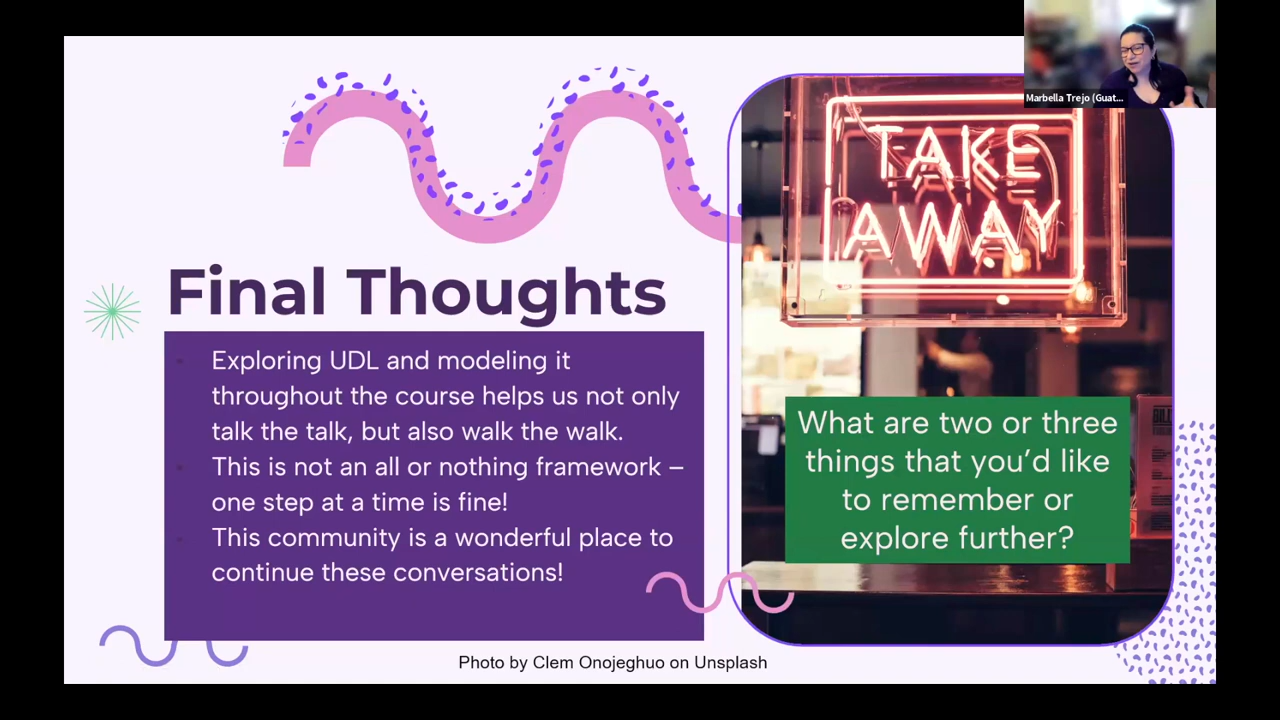 Marbella Trejo (Guat...
TAKE
AWAY
Final Thoughts
Exploring UDL and modeling it
throughout the course helps us not only
talk the talk, but also walk the walk.
This is not an all or nothing framework –
one step at a time is fine!
This community is a wonderful place to
continue these conversations!
What are two or three
things that you’d like
to remember or
explore further?
Photo by Clem Onojeghuo on Unsplash